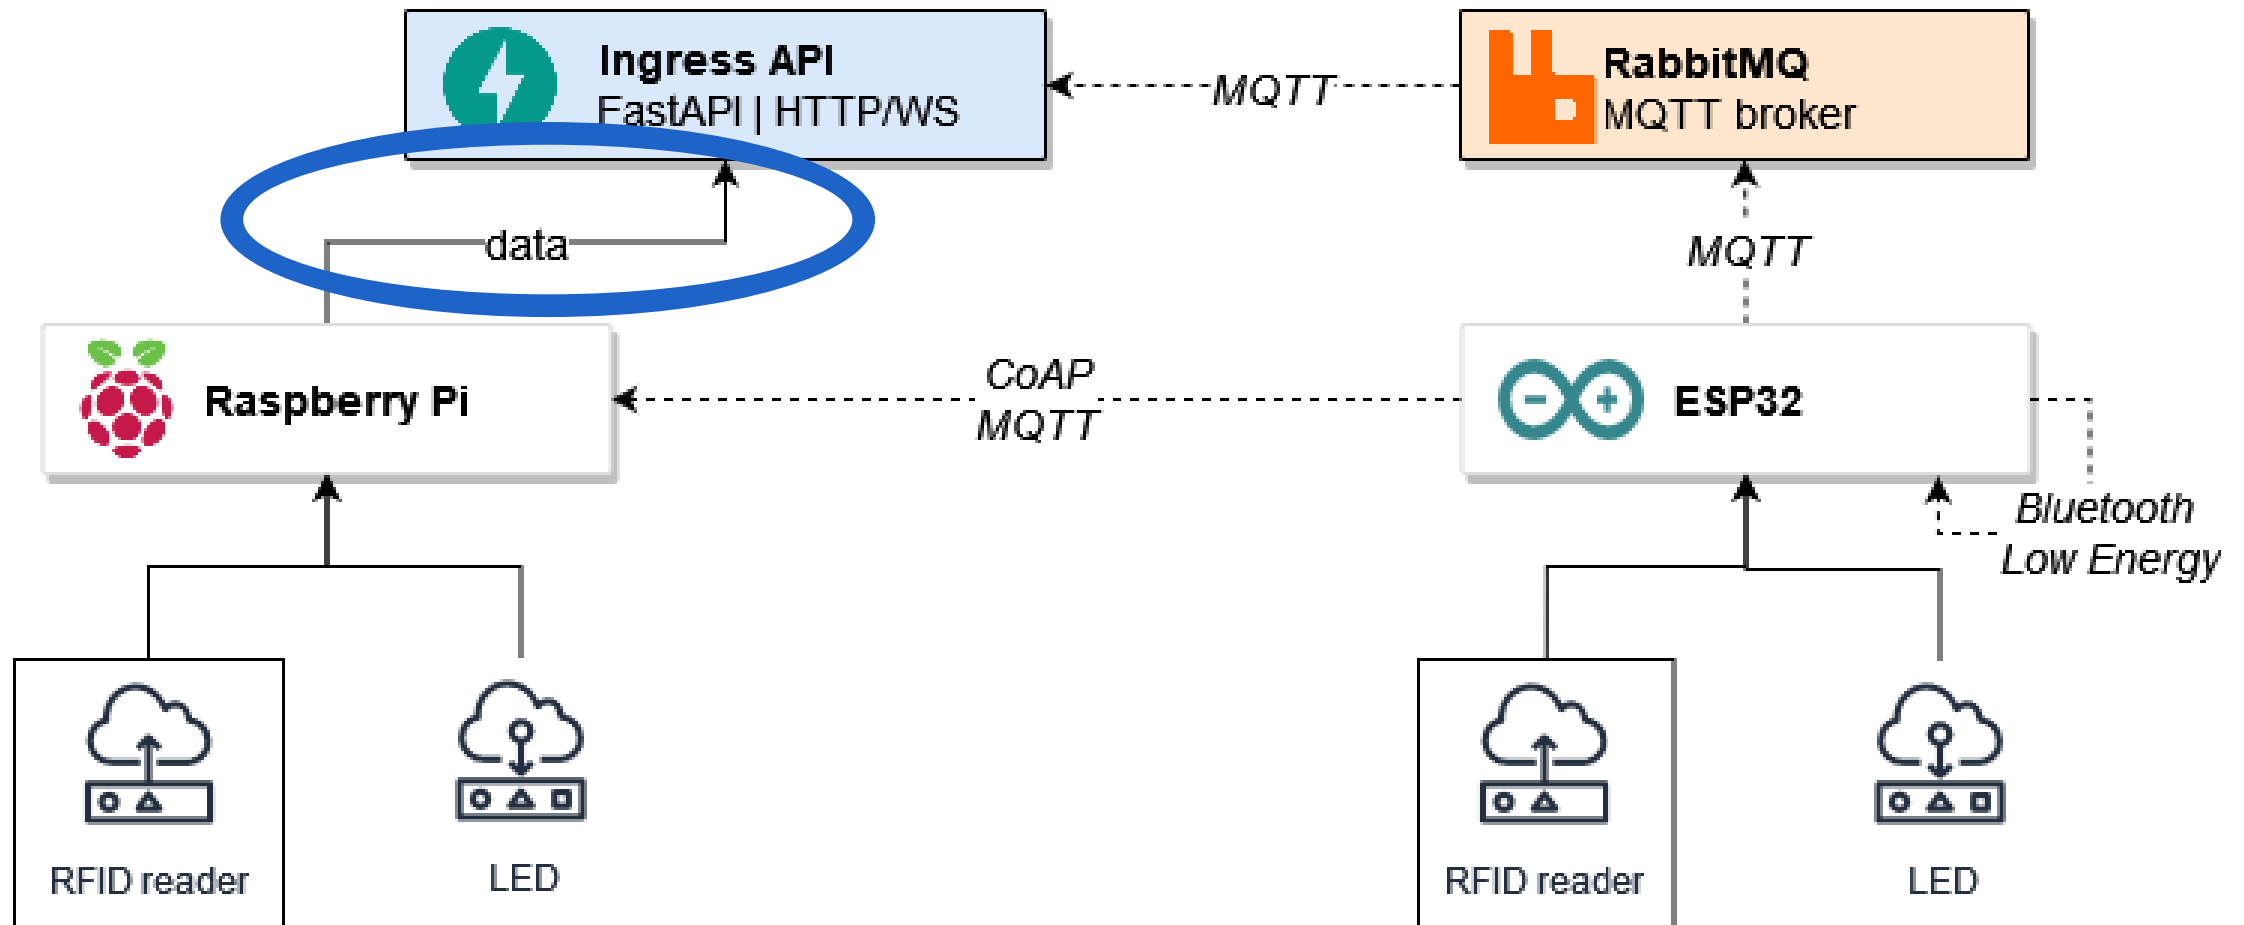 Ingress API
FastAPI | HTTP/WS
MQTT
RabbitMQ
MQTT broker
data
MQTT
Raspberry Pi
CoAP
MQTT
ESP32
Bluetooth
Low Energy
RFID reader
LED
RFID reader
LED